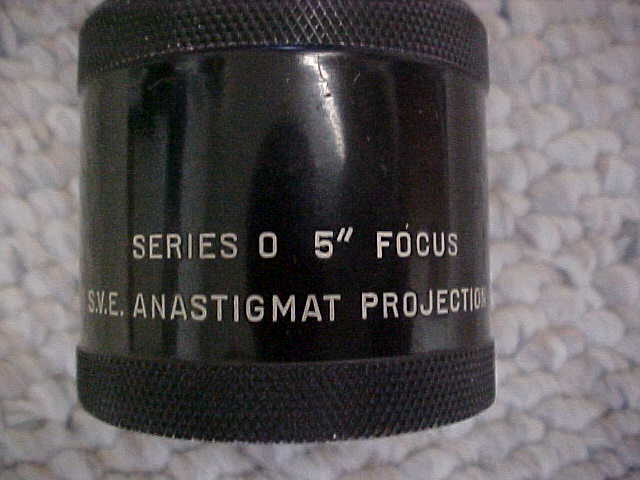 SERIES O 5" FOCUS
S.V.E. ANASTIGMAT PROJECTION